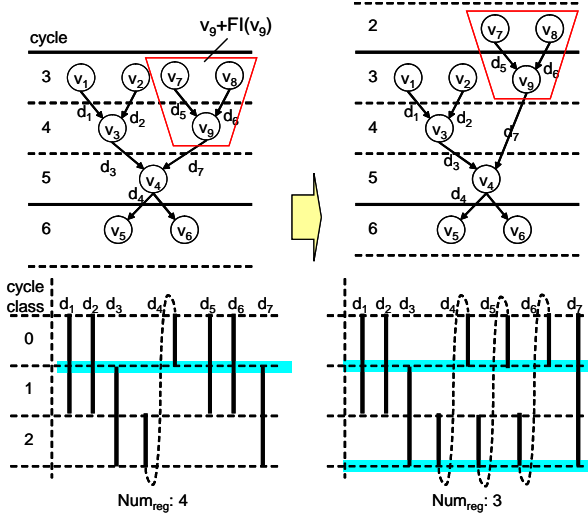 v9+FI(v9)
cycle
3 v1 v2 v7 v8
d1 d2 d5 d6
4 v3 v9
d3 d7
5 v4
d4
6 v5 v6
2 v7 v8
d5 d6
3 v1 v2 v9
d1 d2
4 v3 d7
d3
5 v4
d4
6 v5 v6
cycle
class d1 d2 d3 d4 d5 d6 d7
0
1
2
Numreg: 4
d1 d2 d3 d4 d5 d6 d7
0
1
2
Numreg: 3